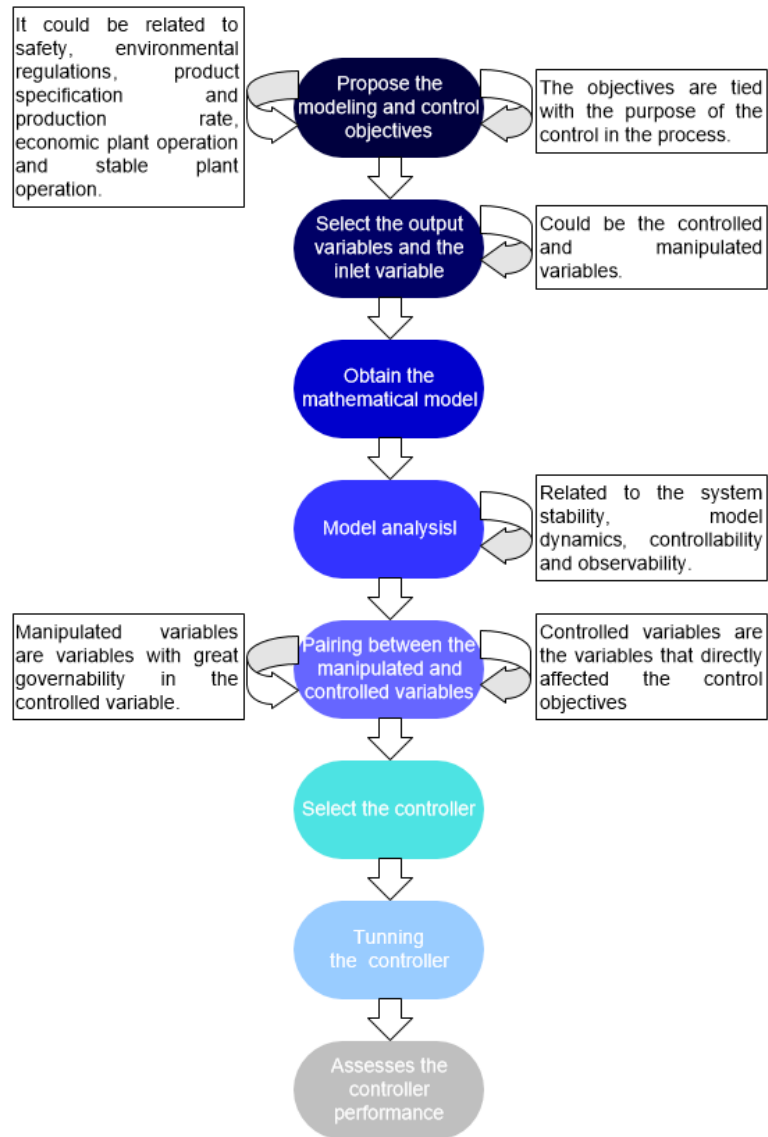 It could be related to
safety, environmental
regulations, product
specification and
production rate,
economic plant operation
and stable plant
operation.
Propose the
modeling and control
objectives
The objectives are tied
with the purpose of the
control in the process.
Select the output
variables and the
inlet variable
Could be the controlled
and manipulated
variables.
Obtain the
mathematical model
Model analysisl
Related to the system
stability, model
dynamics, controllability
and observability.
Manipulated variables
are variables with great
governability in the
controlled variable.
Pairing between the
manipulated and
controlled variables
Controlled variables are
the variables that directly
affected the control
objectives
Select the controller
Tunning
the controller
Assesses the
controller
performance